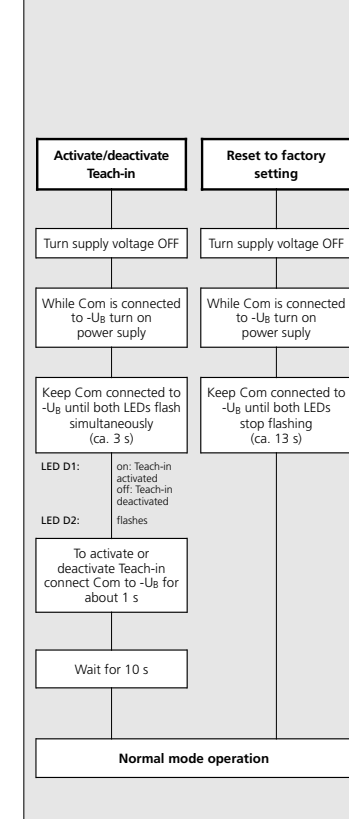 Activate/deactivate
Teach-in
Turn supply voltage OFF
While Com is connected
to -UB turn on
power suply
Keep Com connected to
-UB until both LEDs flash
simultaneously
(ca. 3 s)
LED D1: on: Teach-in
activated
off: Teach-in
deactivated
LED D2: flashes
To activate or
deactivate Teach-in
connect Com to -UB for
about 1 s
Wait for 10 s
Reset to factory
setting
Turn supply voltage OFF
While Com is connected
to -UB turn on
power suply
Keep Com connected to
-UB until both LEDs
stop flashing
(ca. 13 s)
Normal mode operation